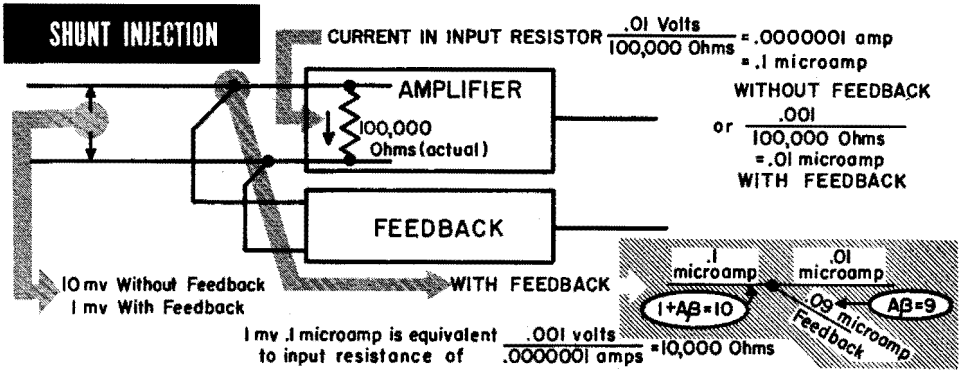 SHUNT INJECTION
CURRENT IN INPUT RESISTOR .01 Volts / 100,000 Ohms = .0000001 amp
= .1 microamp
WITHOUT FEEDBACK
or .001 / 100,000 Ohms
= .01 microamp
WITH FEEDBACK
AMPLIFIER
100,000
Ohms (actual)
FEEDBACK
10 mv Without Feedback
1 mv With Feedback
WITH FEEDBACK
.1
microamp
.01
microamp
1+Aβ=10
.09 microamp
Feedback
Aβ=9
1 mv .1 microamp is equivalent
to input resistance of .001 volts / .0000001 amps = 10,000 Ohms